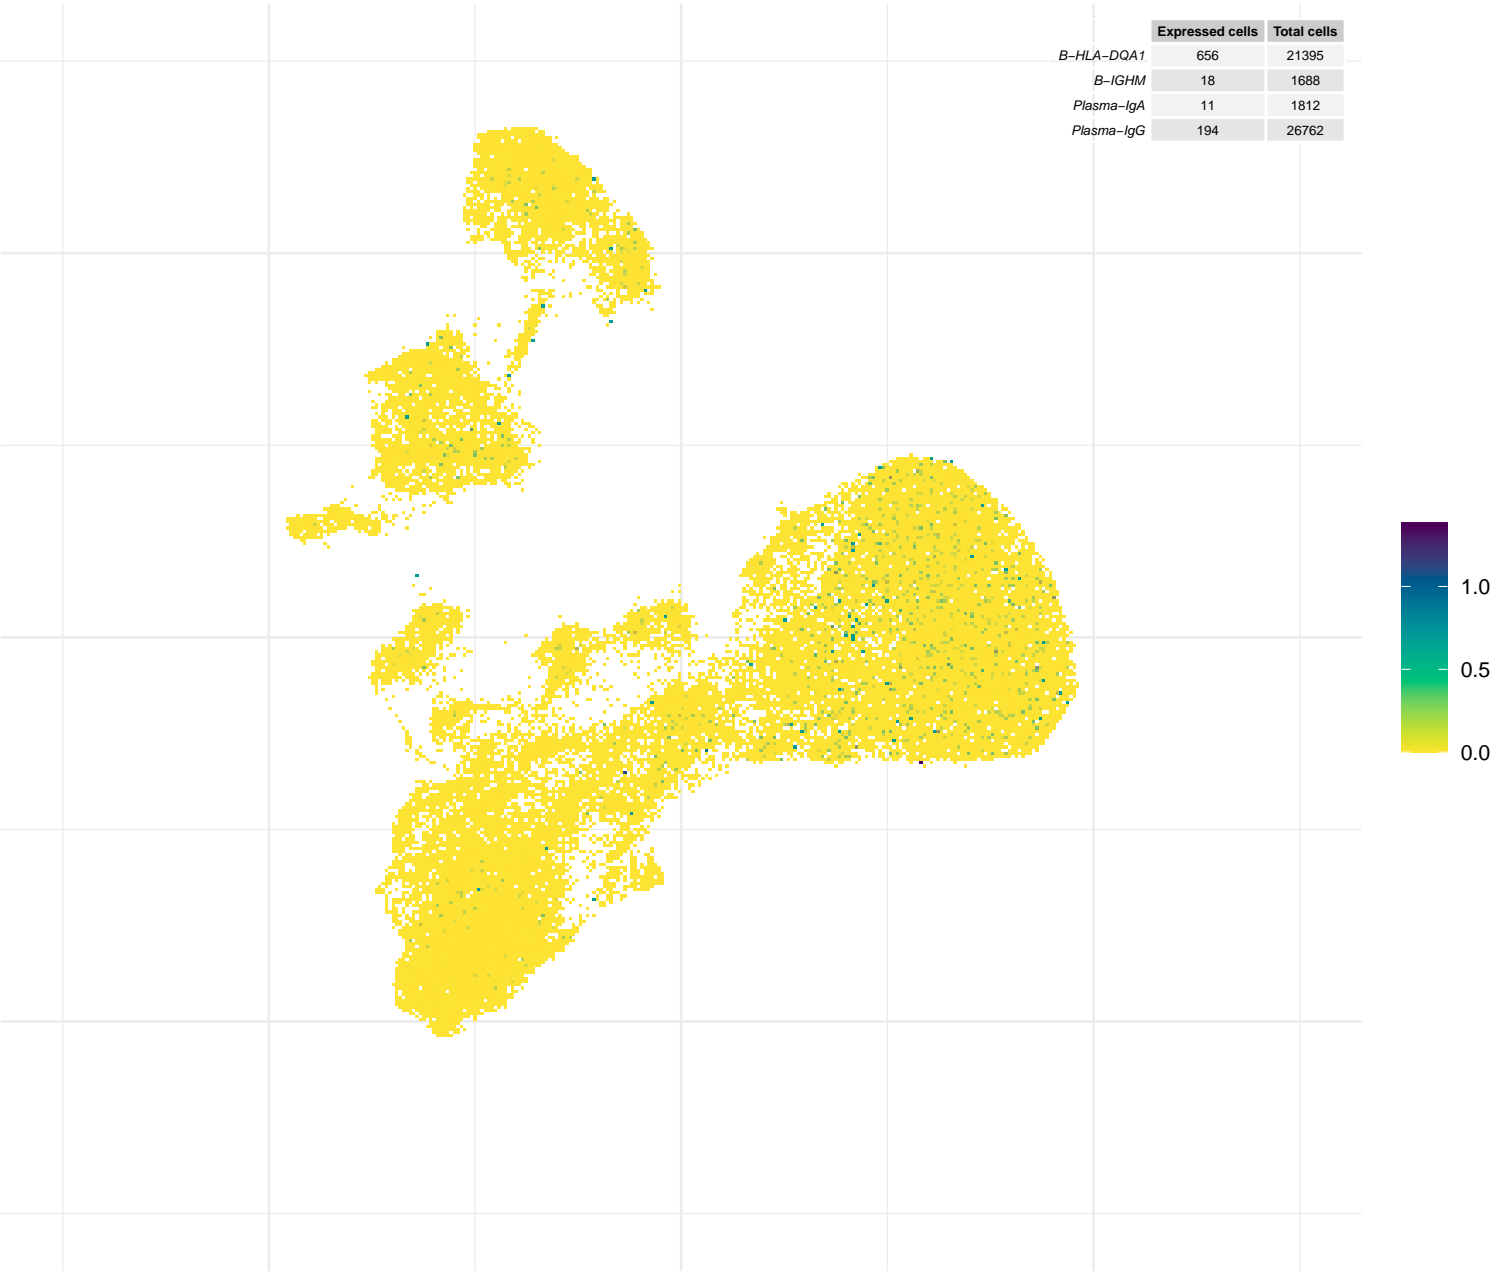 Expressed cells Total cells
B−HLA−DQA1 656 21395
B−IGHM 18 1688
Plasma−IgA 11 1812
Plasma−IgG 194 26762
1.0
0.5
0.0